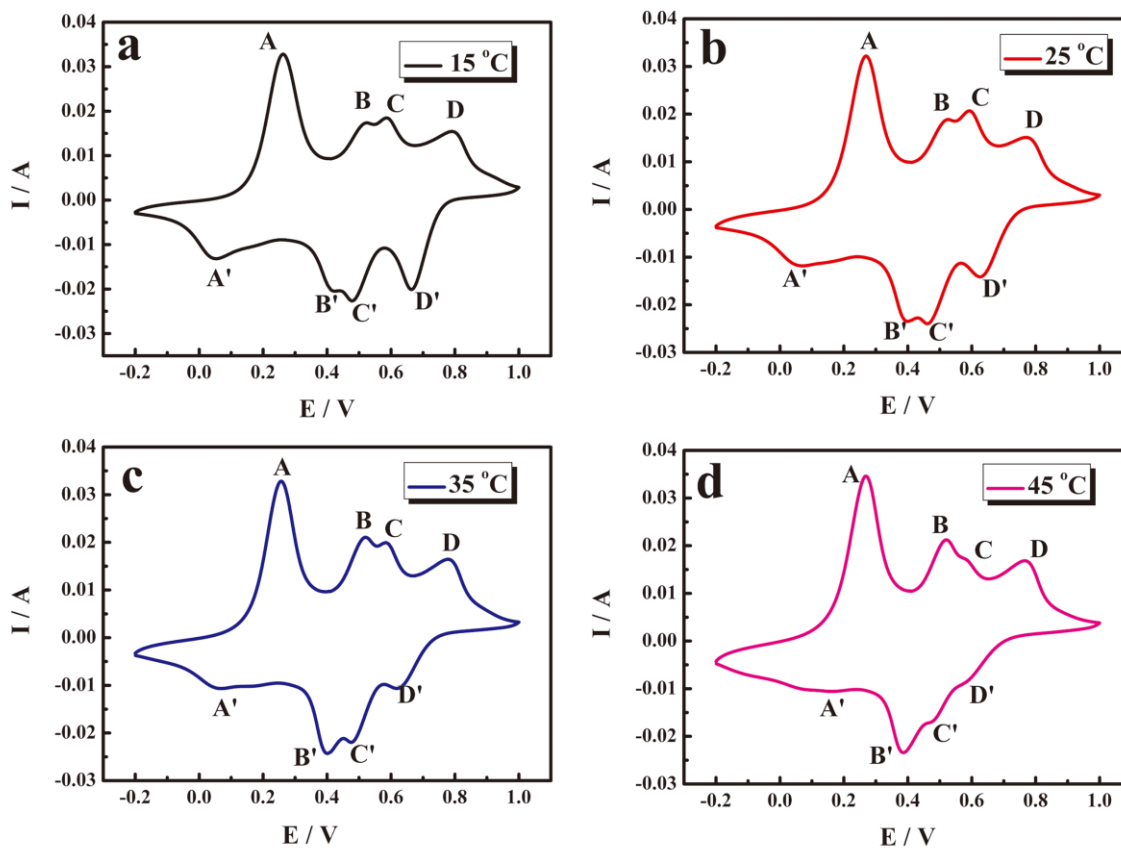 a
15 °C
A
B
C
D
A'
B'
C'
D'
I / A
0.04
0.03
0.02
0.01
0.00
-0.01
-0.02
-0.03
-0.2 0.0 0.2 0.4 0.6 0.8 1.0
E / V
b
25 °C
A
B
C
D
A'
B'
C'
D'
I / A
0.04
0.03
0.02
0.01
0.00
-0.01
-0.02
-0.03
-0.2 0.0 0.2 0.4 0.6 0.8 1.0
E / V
c
35 °C
A
B
C
D
A'
B'
C'
D'
I / A
0.04
0.03
0.02
0.01
0.00
-0.01
-0.02
-0.03
-0.2 0.0 0.2 0.4 0.6 0.8 1.0
E / V
d
45 °C
A
B
C
D
A'
B'
C'
D'
I / A
0.04
0.03
0.02
0.01
0.00
-0.01
-0.02
-0.03
-0.2 0.0 0.2 0.4 0.6 0.8 1.0
E / V